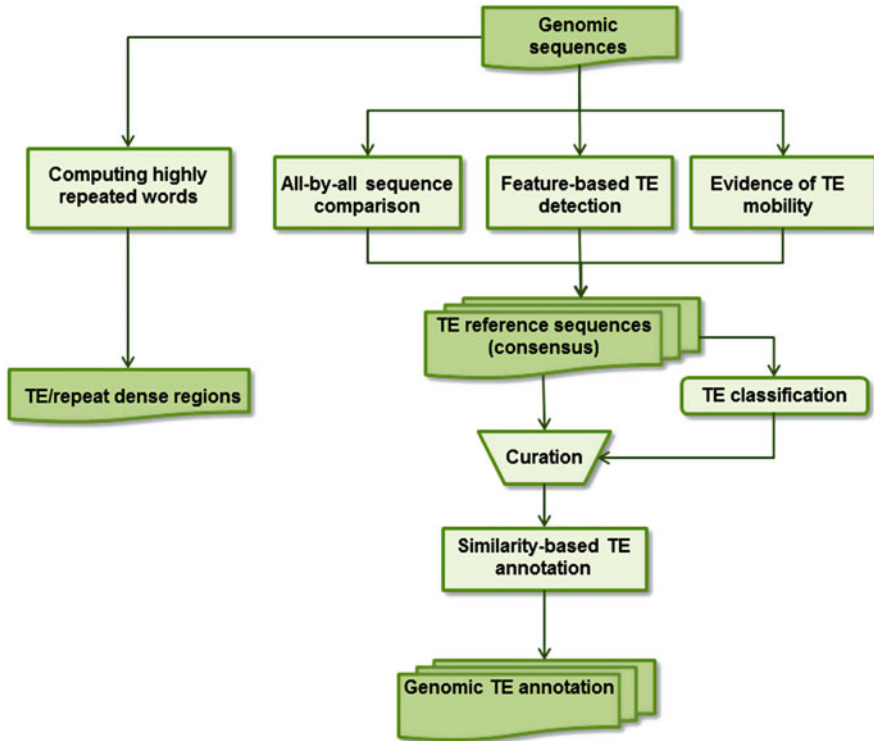 Genomic
sequences
Computing highly
repeated words
All-by-all sequence
comparison
Feature-based TE
detection
Evidence of TE
mobility
TE reference sequences
(consensus)
TE/repeat dense regions
TE classification
Curation
Similarity-based TE
annotation
Genomic TE annotation